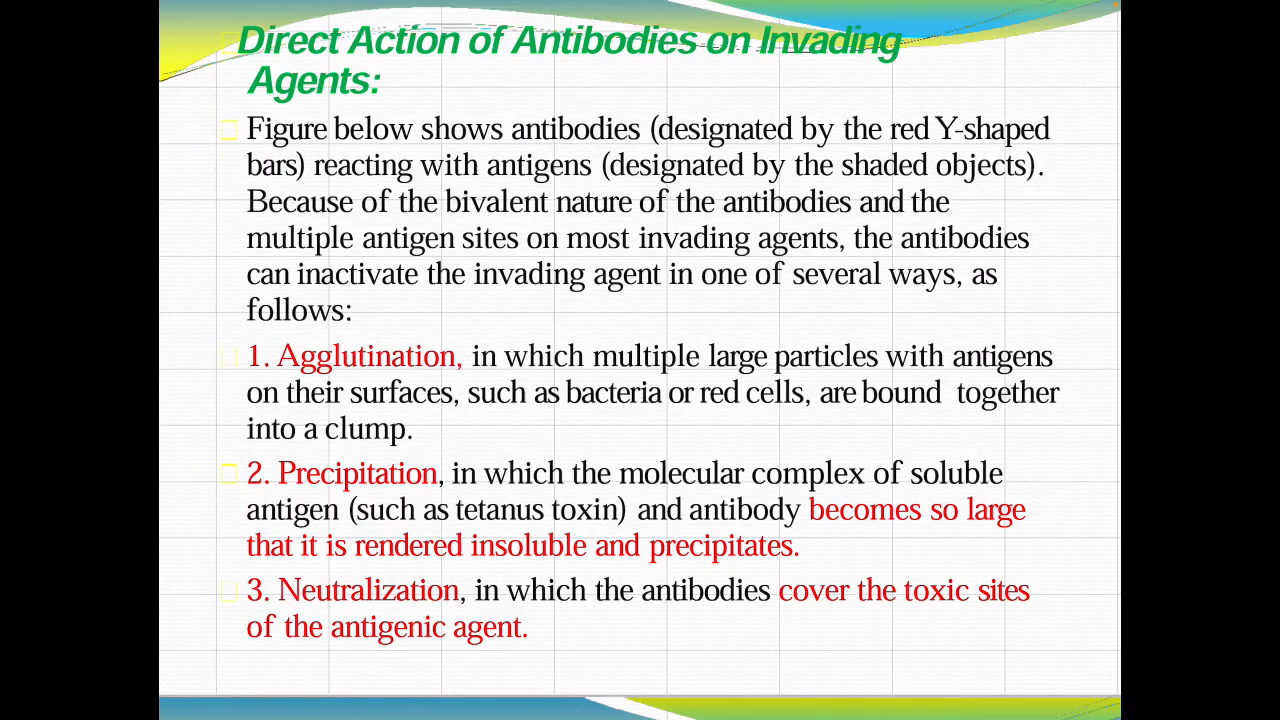 Direct Action of Antibodies on Invading
Agents:
Figure below shows antibodies (designated by the red Y-shaped
bars) reacting with antigens (designated by the shaded objects).
Because of the bivalent nature of the antibodies and the
multiple antigen sites on most invading agents, the antibodies
can inactivate the invading agent in one of several ways, as
follows:
1. Agglutination, in which multiple large particles with antigens
on their surfaces, such as bacteria or red cells, are bound together
into a clump.
2. Precipitation, in which the molecular complex of soluble
antigen (such as tetanus toxin) and antibody becomes so large
that it is rendered insoluble and precipitates.
3. Neutralization, in which the antibodies cover the toxic sites
of the antigenic agent.